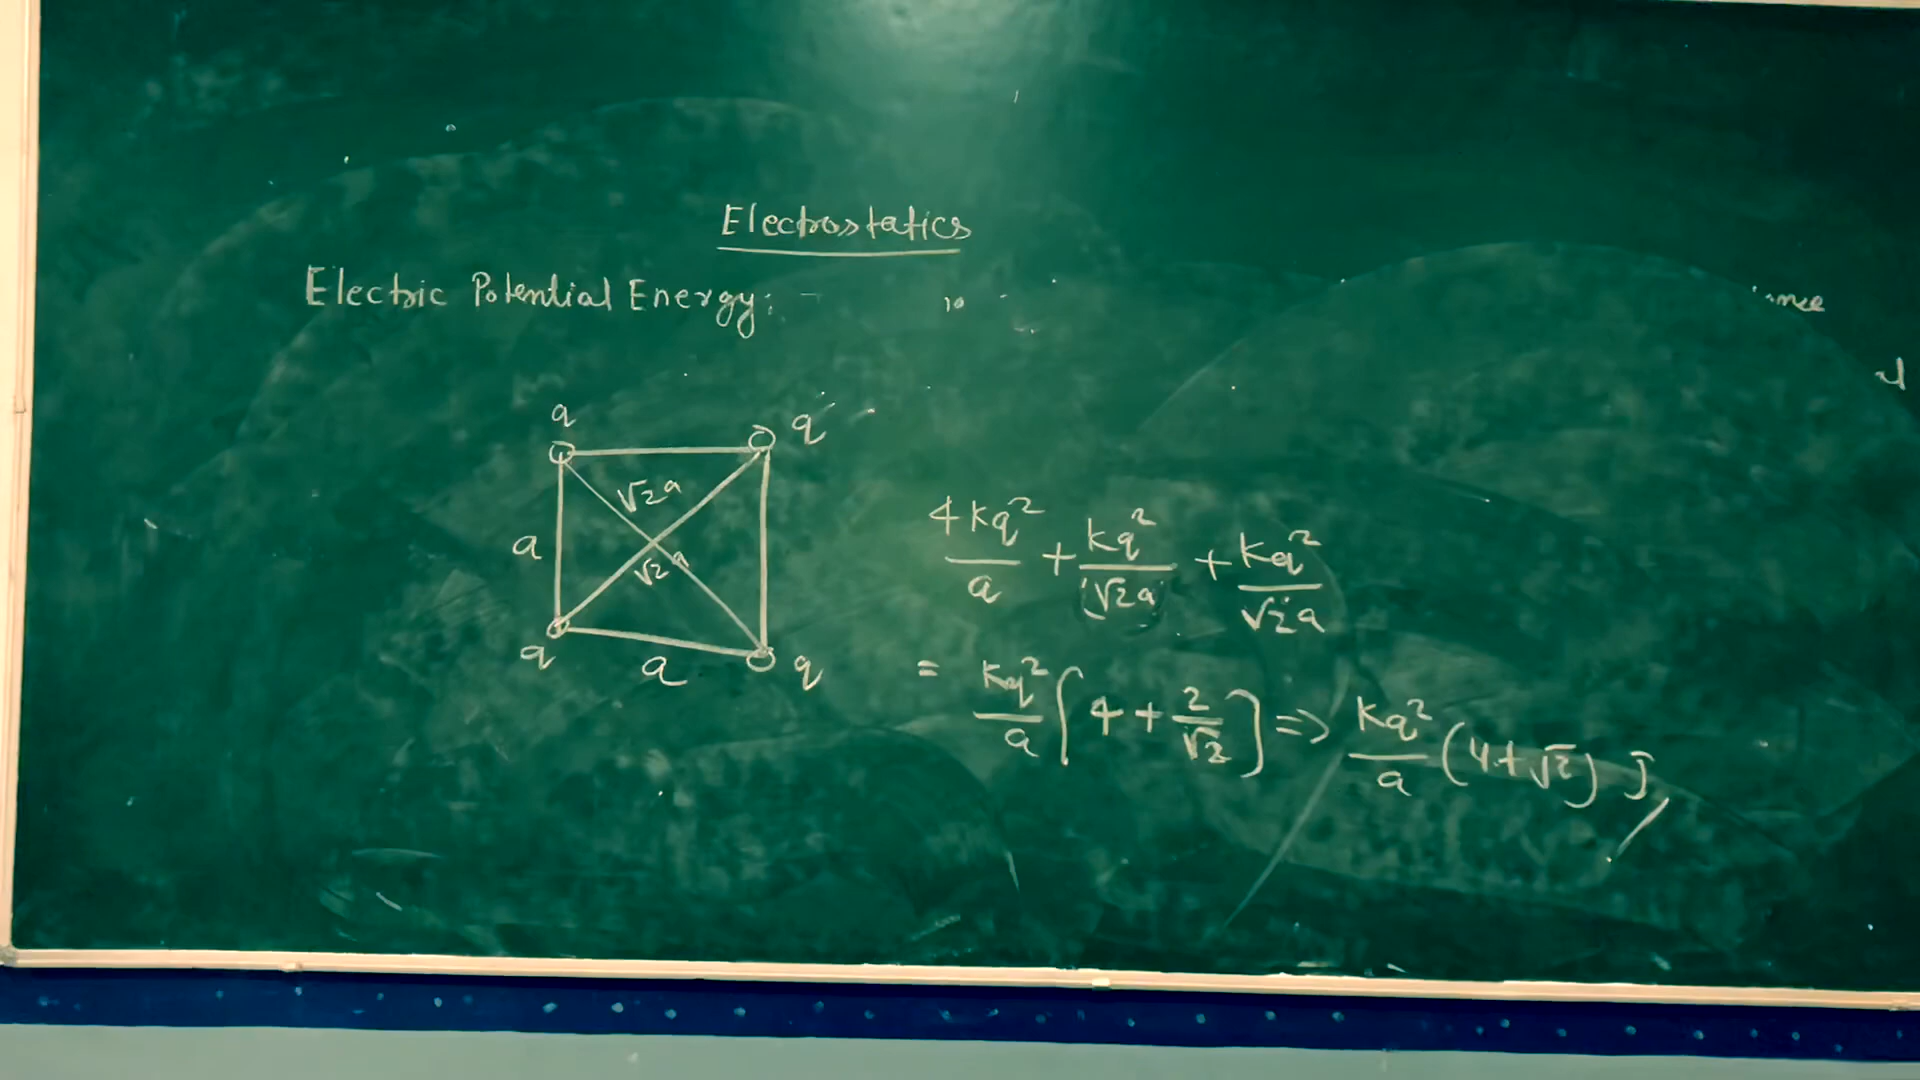 Electrostatics
Electric Potential Energy:-
q q
√2a
a √2a
q a q
4kq²/a + kq²/√2a + kq²/√2a
= kq²/a [4 + 2/√2] => kq²/a (4+√2) J